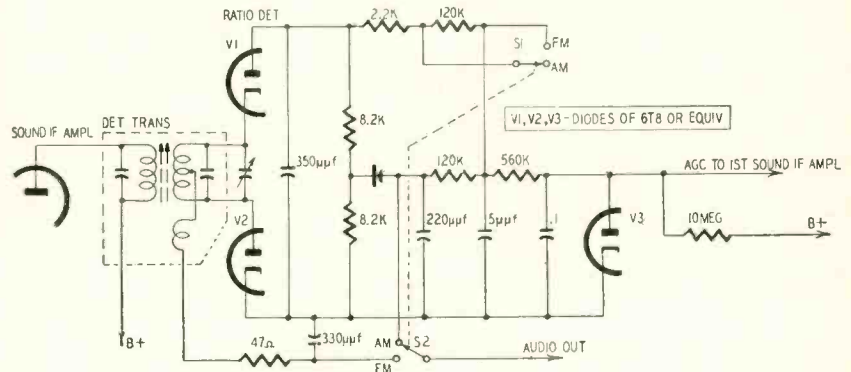 RATIO DET
2.2K
120K
V1
S1
FM
AM
DET TRANS
SOUND IF AMPL
8.2K
V1,V2,V3-DIODES OF 6T8 OR EQUIV
350μμf
120K
560K
AGC TO 1ST SOUND IF AMPL
V2
8.2K
220μμf
5μμf
.1
V3
10MEG
B+
B+
47Ω
330μμf
AM
S2
FM
AUDIO OUT